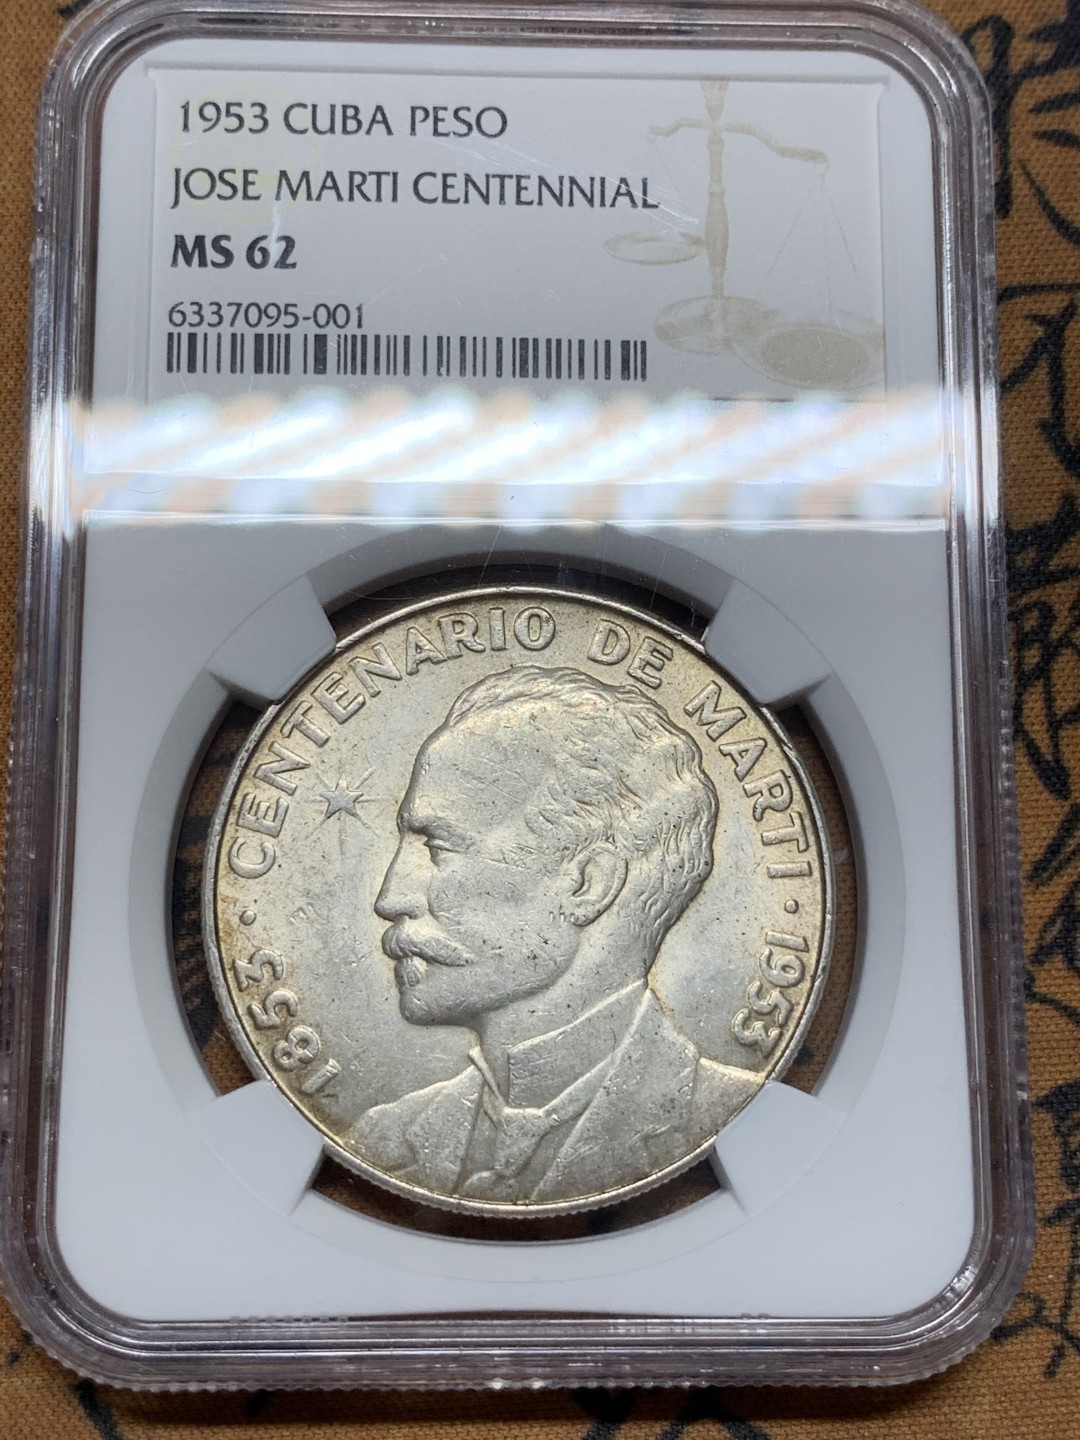 1953 CUBA PESO
JOSE MARTI CENTENNIAL
MS 62
6337095-001
1853 · CENTENARIO DE MARTI · 1953